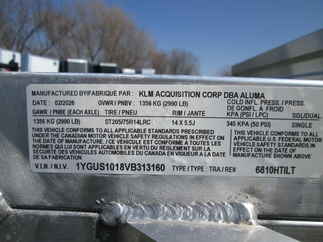 MANUFACTURED BY/FABRIQUE PAR : KLM ACQUISITION CORP DBA ALUMA
DATE : 02/2026 GVWR / PNBV : 1356 KG (2990 LB) COLD INFL. PRESS./ PRESS
DE GONFL. A FROID
GAWR / PNBE (EACH AXLE) TIRE / PNEU RIM / JANTE KPA (PSI / LPC)
1356 KG (2990 LB) ST205/75R14LRC 14 X 5.5J 345 KPA (50 PSI) SINGLE
THIS VEHICLE CONFORMS TO ALL APPLICABLE STANDARDS PRESCRIBED
UNDER THE CANADIAN MOTOR VEHICLE SAFETY REGULATIONS IN EFFECT ON
THE DATE OF MANUFACTURE / CE VEHICULE EST CONFORME A TOUTES LES
NORMES QUI LUI SONT APPLICABLES EN VERTU DU REGLEMENT SUR LA
SECURITE DES VEHICULES AUTOMOBILES DU CANADA EN VIGUEUR A LA DATE
DE SA FABRICATION
THIS VEHICLE CONFORMS TO ALL
APPLICABLE U.S. FEDERAL MOTOR
VEHICLE SAFETY STANDARDS IN
EFFECT ON THE DATE OF
MANUFACTURE SHOWN ABOVE
V.I.N. / N.I.V. 1YGUS1018VB313160 TYPE / TYPE : TRA / REM 6810HTILT